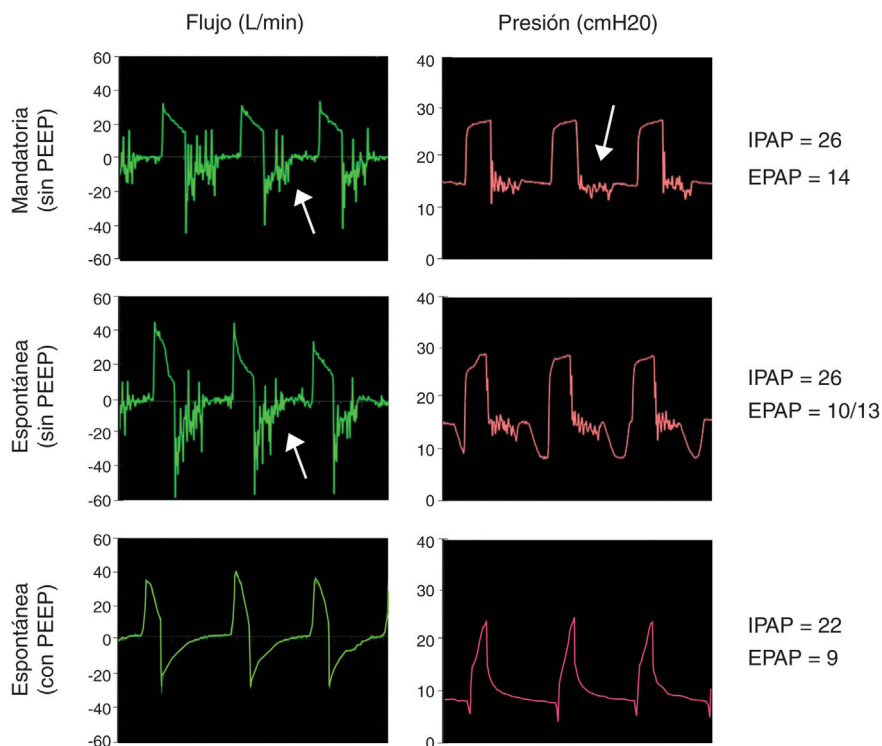 Flujo (L/min)
Presión (cmH20)
Mandatoria
(sin PEEP)
60
40
20
0
-20
-40
-60
40
30
20
10
0
IPAP = 26
EPAP = 14
Espontánea
(sin PEEP)
60
40
20
0
-20
-40
-60
40
30
20
10
0
IPAP = 26
EPAP = 10/13
Espontánea
(con PEEP)
60
40
20
0
-20
-40
-60
40
30
20
10
0
IPAP = 22
EPAP = 9